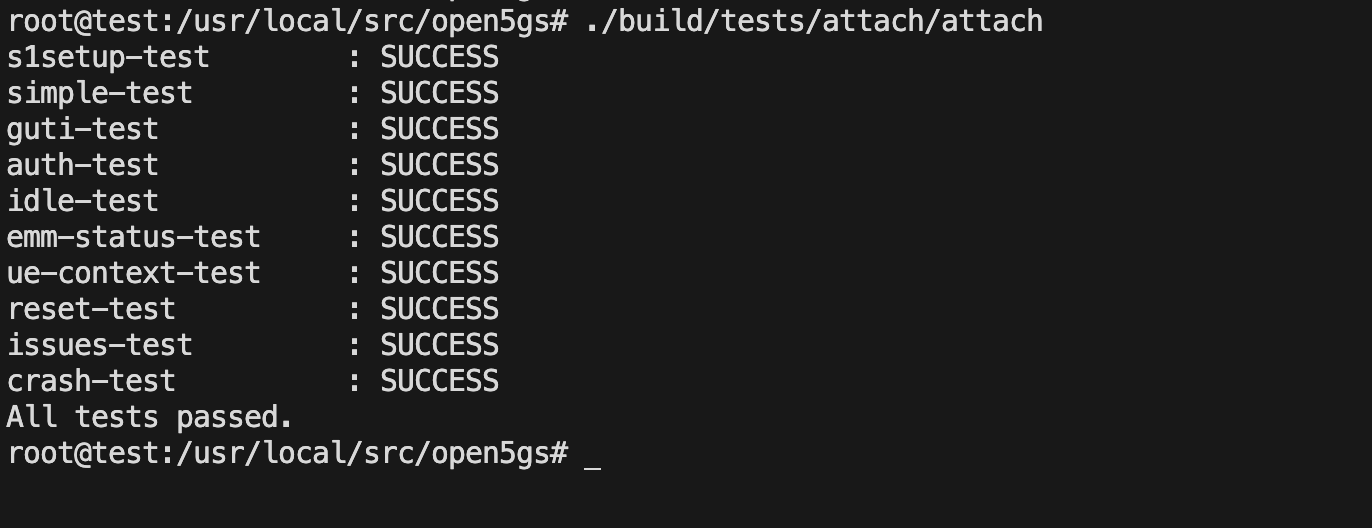 root@test:/usr/local/src/open5gs# ./build/tests/attach/attach
s1setup-test        : SUCCESS
simple-test         : SUCCESS
guti-test           : SUCCESS
auth-test           : SUCCESS
idle-test           : SUCCESS
emm-status-test     : SUCCESS
ue-context-test     : SUCCESS
reset-test          : SUCCESS
issues-test         : SUCCESS
crash-test          : SUCCESS
All tests passed.
root@test:/usr/local/src/open5gs# _